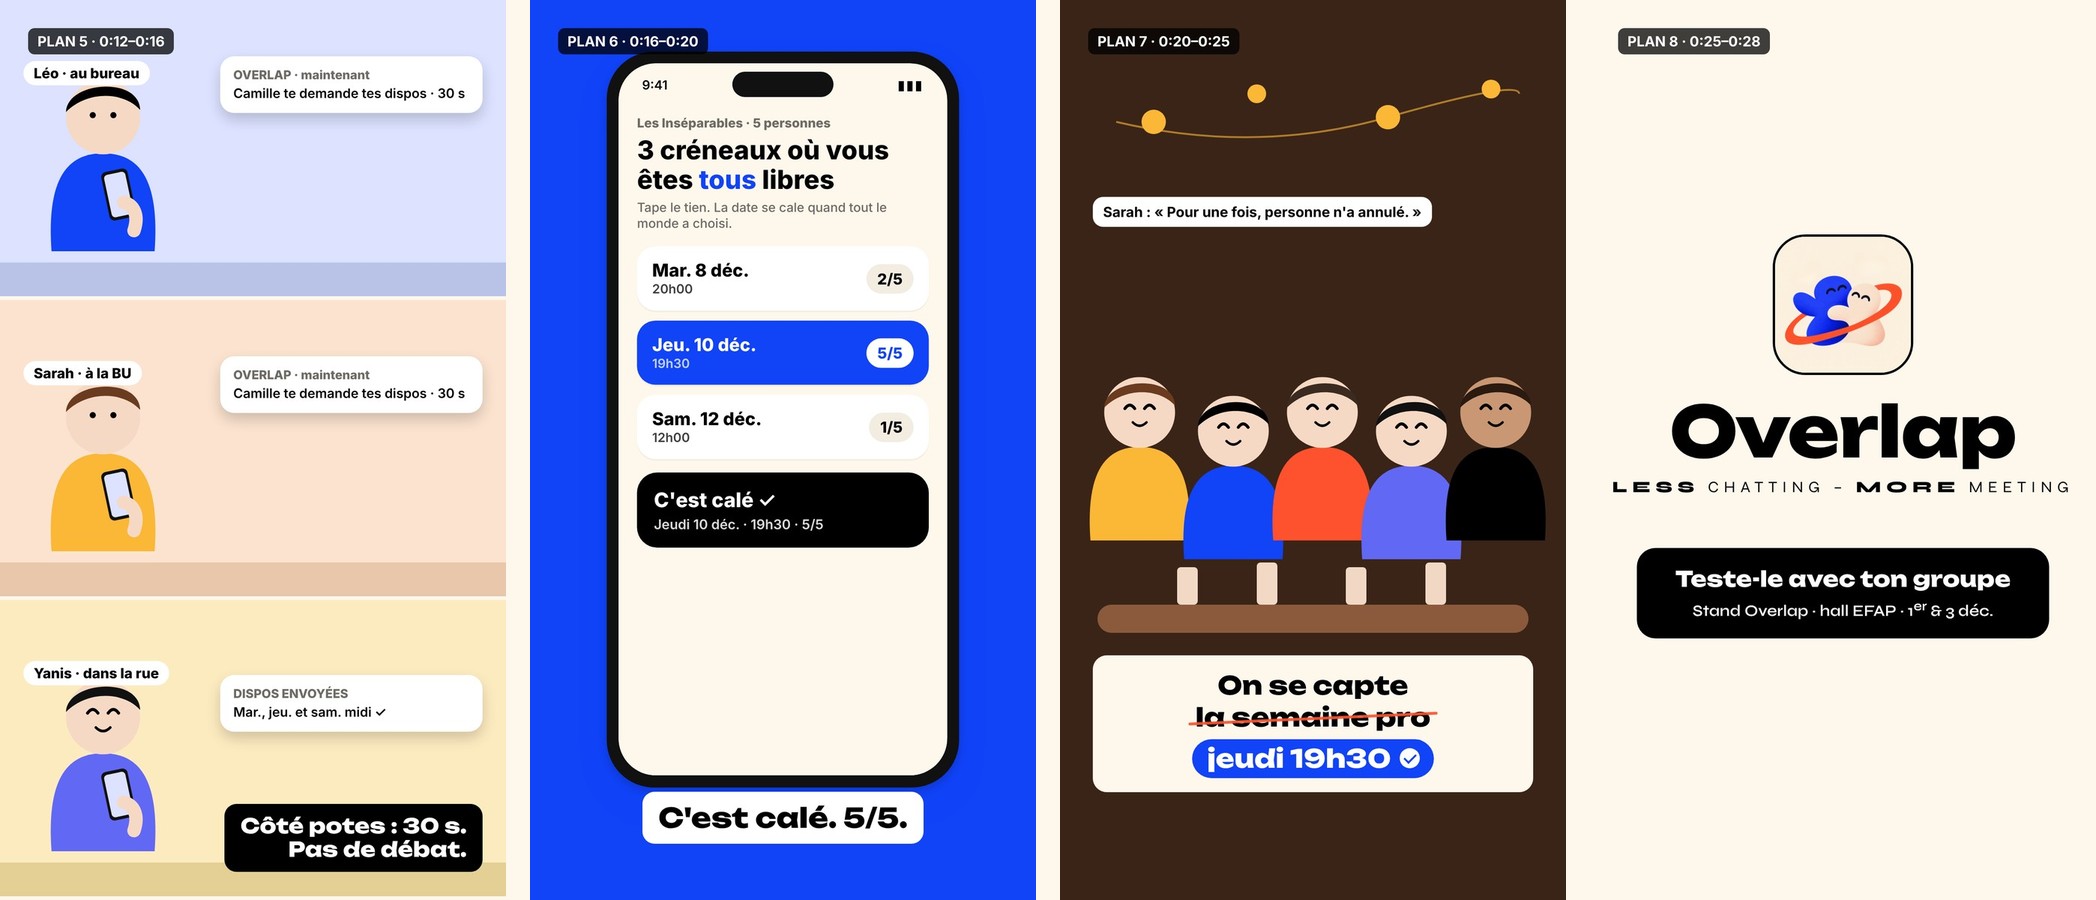 PLAN 5 · 0:12–0:16
Léo · au bureau
OVERLAP · maintenant
Camille te demande tes dispos · 30 s
Sarah · à la BU
OVERLAP · maintenant
Camille te demande tes dispos · 30 s
Yanis · dans la rue
DISPOS ENVOYÉES
Mar., jeu. et sam. midi ✓
Côté potes : 30 s.
Pas de débat.
PLAN 6 · 0:16–0:20
9:41
Les Inséparables · 5 personnes
3 créneaux où vous
êtes tous libres
Tape le tien. La date se cale quand tout le
monde a choisi.
Mar. 8 déc.
20h00
2/5
Jeu. 10 déc.
19h30
5/5
Sam. 12 déc.
12h00
1/5
C'est calé ✓
Jeudi 10 déc. · 19h30 · 5/5
C'est calé. 5/5.
PLAN 7 · 0:20–0:25
Sarah : « Pour une fois, personne n'a annulé. »
On se capte
la semaine pro
jeudi 19h30
PLAN 8 · 0:25–0:28
Overlap
LESS CHATTING – MORE MEETING
Teste-le avec ton groupe
Stand Overlap · hall EFAP · 1er & 3 déc.